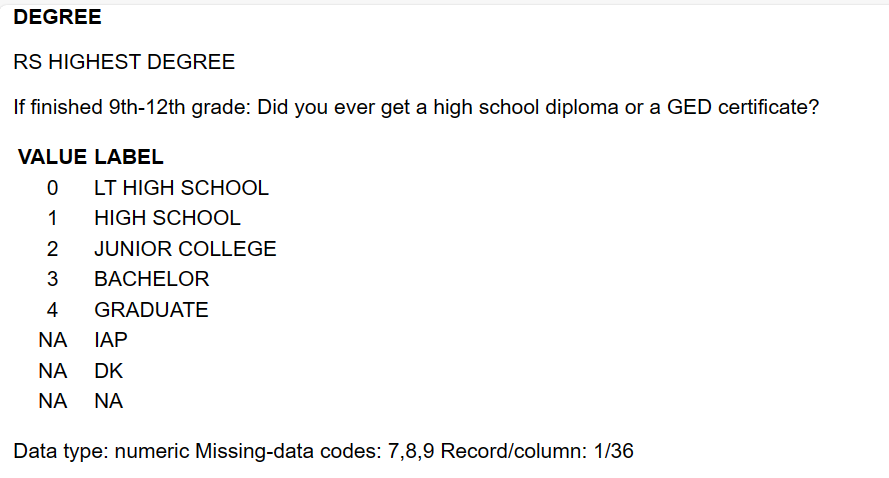 DEGREE
RS HIGHEST DEGREE
If finished 9th-12th grade: Did you ever get a high school diploma or a GED certificate?
VALUE LABEL
0 LT HIGH SCHOOL
1 HIGH SCHOOL
2 JUNIOR COLLEGE
3 BACHELOR
4 GRADUATE
NA IAP
NA DK
NA NA
Data type: numeric Missing-data codes: 7,8,9 Record/column: 1/36